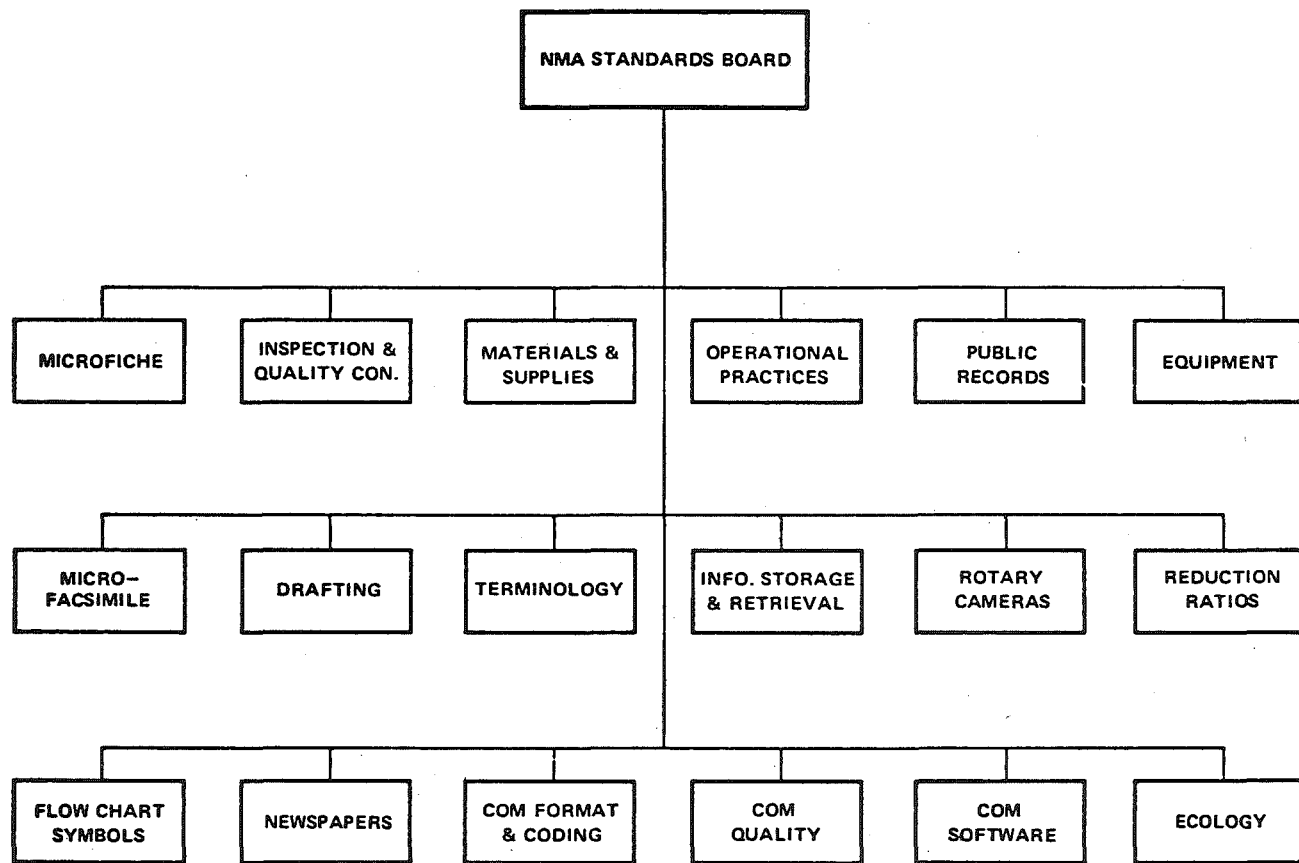 NMA STANDARDS BOARD
MICROFICHE
INSPECTION &
QUALITY CON.
MATERIALS &
SUPPLIES
OPERATIONAL
PRACTICES
PUBLIC
RECORDS
EQUIPMENT
MICRO–
FACSIMILE
DRAFTING
TERMINOLOGY
INFO. STORAGE
& RETRIEVAL
ROTARY
CAMERAS
REDUCTION
RATIOS
FLOW CHART
SYMBOLS
NEWSPAPERS
COM FORMAT
& CODING
COM
QUALITY
COM
SOFTWARE
ECOLOGY